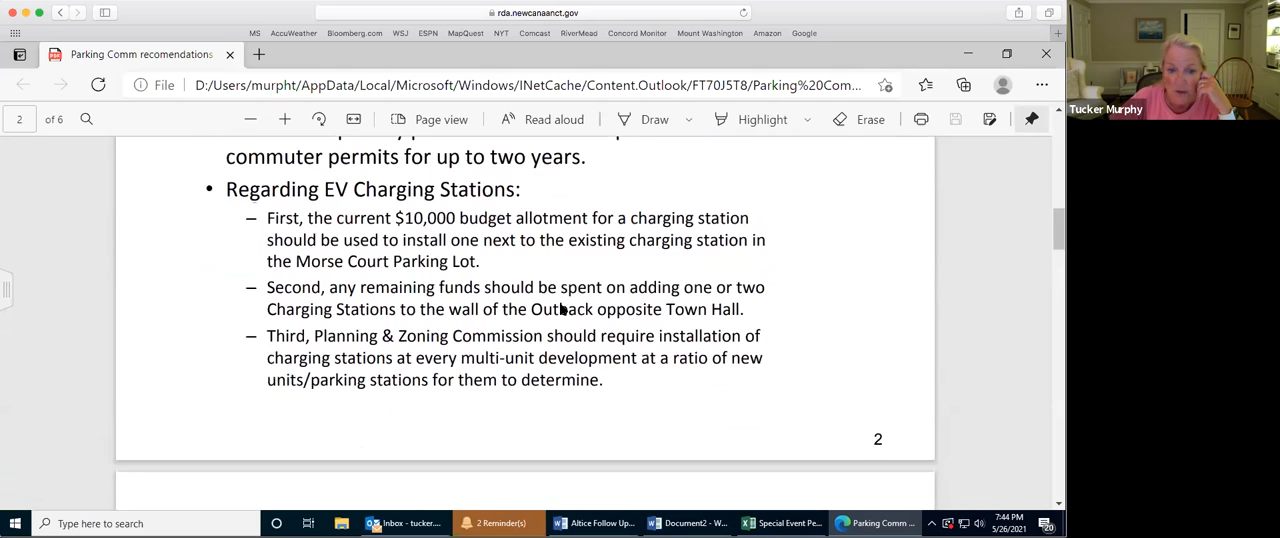 rda.newcanaanct.gov
MS AccuWeather Bloomberg.com WSJ ESPN MapQuest NYT Comcast RiverMead Concord Monitor Mount Washington Amazon Google
Parking Comm recomendations
File D:/Users/murpht/AppData/Local/Microsoft/Windows/INetCache/Content.Outlook/FT70J5T8/Parking%20Com...
2 of 6 Page view Read aloud Draw Highlight Erase
Tucker Murphy
commuter permits for up to two years.
• Regarding EV Charging Stations:
– First, the current $10,000 budget allotment for a charging station
should be used to install one next to the existing charging station in
the Morse Court Parking Lot.
– Second, any remaining funds should be spent on adding one or two
Charging Stations to the wall of the Outback opposite Town Hall.
– Third, Planning & Zoning Commission should require installation of
charging stations at every multi-unit development at a ratio of new
units/parking stations for them to determine.
2
Type here to search
Inbox - tucker....
2 Reminder(s)
Altice Follow Up...
Document2 - W...
Special Event Pe...
Parking Comm ...
7:44 PM
5/26/2021
20